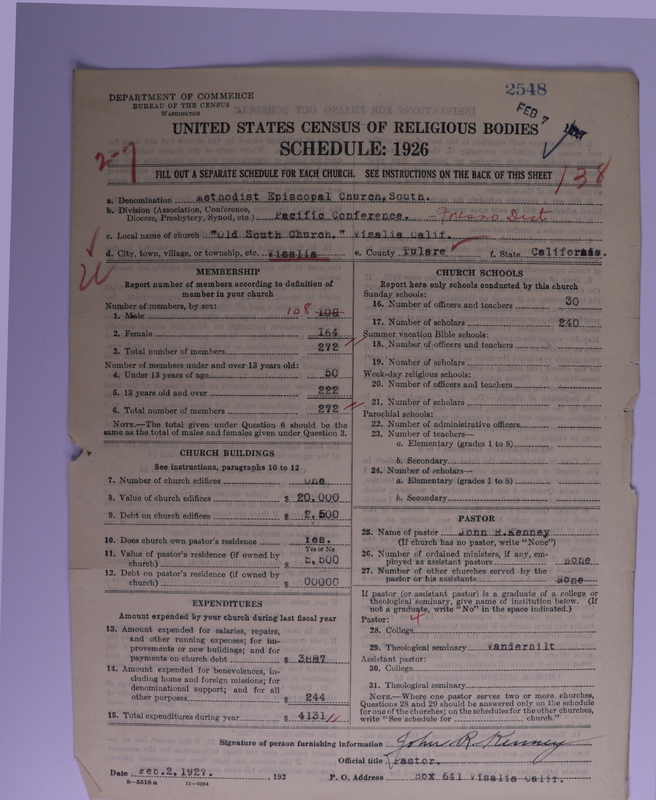 2548
FEB 7
DEPARTMENT OF COMMERCE
BUREAU OF THE CENSUS
WASHINGTON
UNITED STATES CENSUS OF RELIGIOUS BODIES
SCHEDULE: 1926
2-7
FILL OUT A SEPARATE SCHEDULE FOR EACH CHURCH. SEE INSTRUCTIONS ON THE BACK OF THIS SHEET
138
a. Denomination Methodist Episcopal Church, South.
b. Division (Association, Conference,
Diocese, Presbytery, Synod, etc.) Pacific Conference. - Fresno Dist
c. Local name of church "Old South Church," Visalia Calif.
d. City, town, village, or township, etc. Visalia e. County Tulare f. State California.
MEMBERSHIP
Report number of members according to definition of
member in your church
Number of members, by sex:
1. Male 108 108
2. Female 164
3. Total number of members 272
Number of members under and over 13 years old:
4. Under 13 years of age 50
5. 13 years old and over 222
6. Total number of members 272
NOTE.—The total given under Question 6 should be the
same as the total of males and females given under Question 3.
CHURCH BUILDINGS
See instructions, paragraphs 10 to 12
7. Number of church edifices One
8. Value of church edifices $ 20,000
9. Debt on church edifices $ 2,500
10. Does church own pastor's residence Yes.
Yes or No
11. Value of pastor's residence (if owned by
church) $ 5,500
12. Debt on pastor's residence (if owned by
church) $ 00000
EXPENDITURES
Amount expended by your church during last fiscal year
13. Amount expended for salaries, repairs,
and other running expenses; for im-
provements or new buildings; and for
payments on church debt $ 3887
14. Amount expended for benevolences, in-
cluding home and foreign missions; for
denominational support; and for all
other purposes $ 244
15. Total expenditures during year $ 4131
CHURCH SCHOOLS
Report here only schools conducted by this church
Sunday schools:
16. Number of officers and teachers 30
17. Number of scholars 240
Summer vacation Bible schools:
18. Number of officers and teachers
19. Number of scholars
Week-day religious schools:
20. Number of officers and teachers
21. Number of scholars
Parochial schools:
22. Number of administrative officers
23. Number of teachers—
a. Elementary (grades 1 to 8)
b. Secondary
24. Number of scholars—
a. Elementary (grades 1 to 8)
b. Secondary
PASTOR
25. Name of pastor John R. Kenney
(If church has no pastor, write "None")
26. Number of ordained ministers, if any, em-
ployed as assistant pastors None
27. Number of other churches served by the
pastor or his assistants None
If pastor (or assistant pastor) is a graduate of a college or
theological seminary, give name of institution below. (If
not a graduate, write "No" in the space indicated.)
Pastor:
28. College
29. Theological seminary Vanderbilt
Assistant pastor:
30. College
31. Theological seminary
NOTE.—Where one pastor serves two or more churches,
Questions 28 and 29 should be answered only on the schedule
for one of the churches; on the schedules for the other churches,
write "See schedule for church."
Signature of person furnishing information John R. Kenney
Official title Pastor.
Date Feb. 2, 1927. , 192 P. O. Address Box 641 Visalia Calif.
8-5518a 11-9864